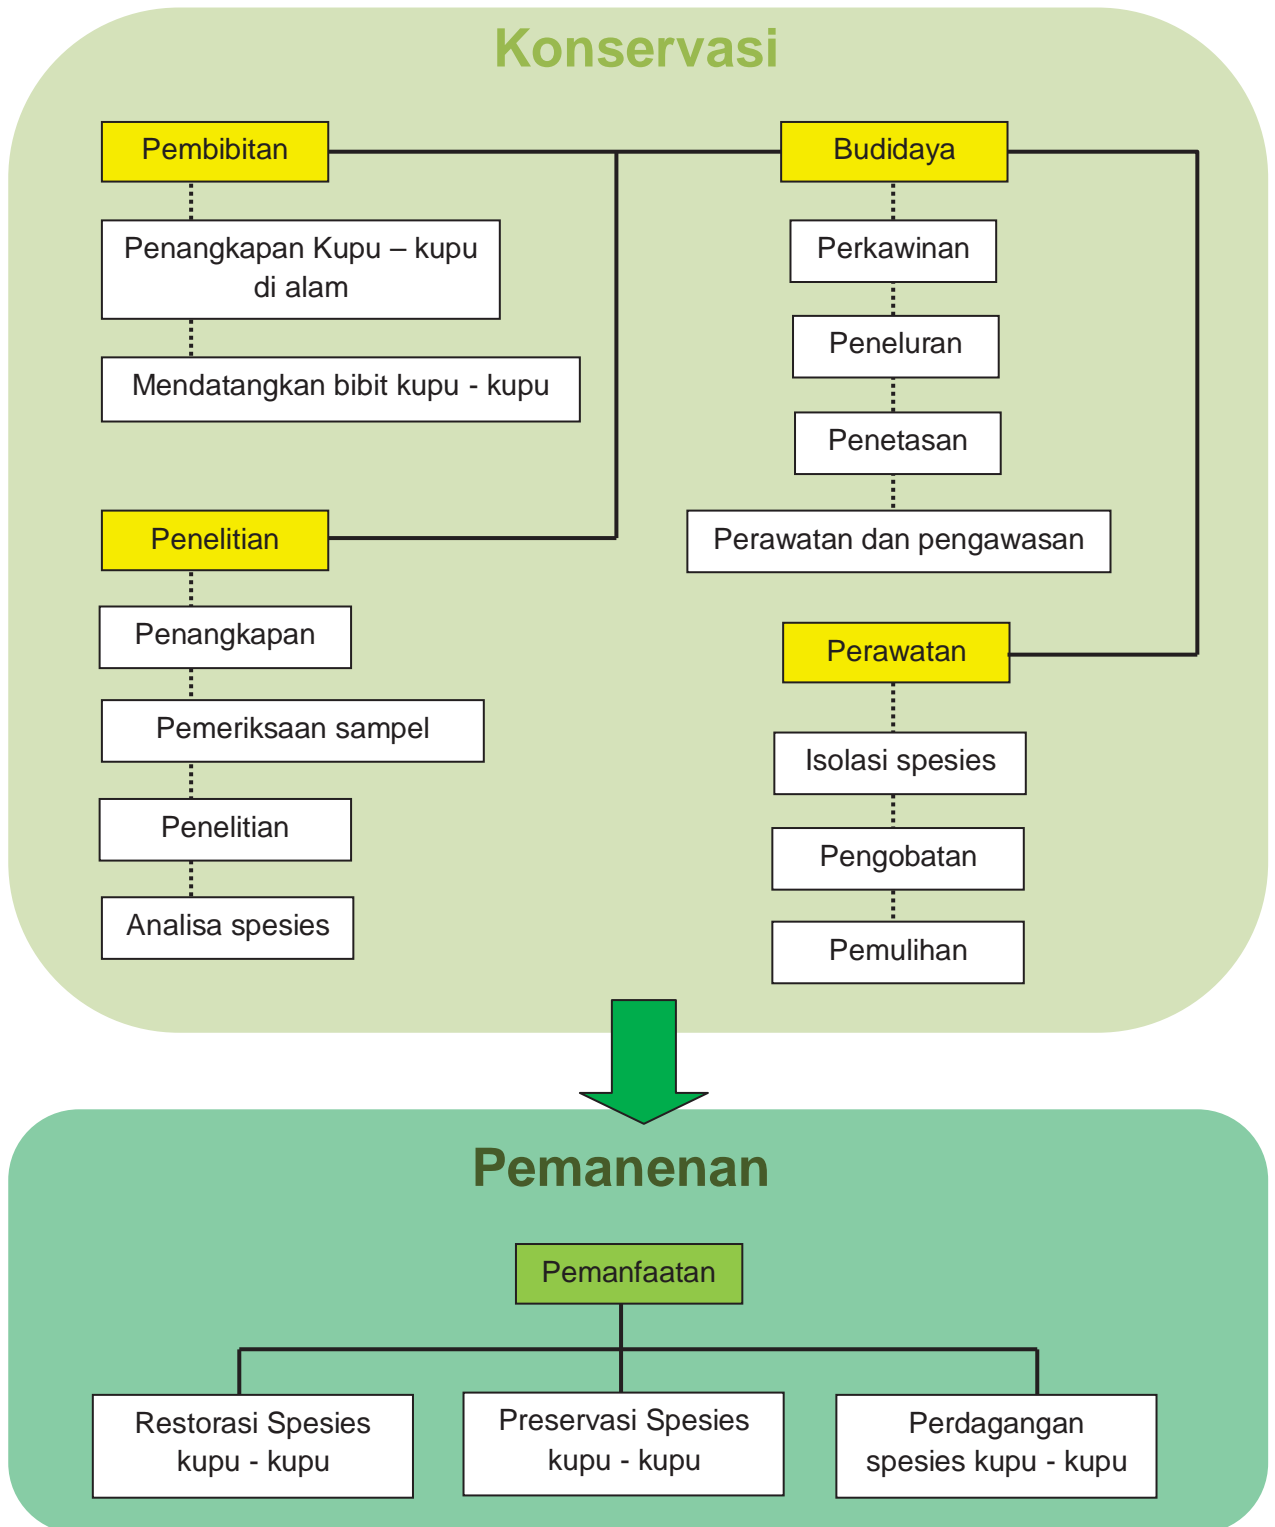 Konservasi
Pembibitan
Penangkapan Kupu – kupu
di alam
Mendatangkan bibit kupu - kupu
Budidaya
Perkawinan
Peneluran
Penetasan
Perawatan dan pengawasan
Penelitian
Penangkapan
Pemeriksaan sampel
Penelitian
Analisa spesies
Perawatan
Isolasi spesies
Pengobatan
Pemulihan
Pemanenan
Pemanfaatan
Restorasi Spesies
kupu - kupu
Preservasi Spesies
kupu - kupu
Perdagangan
spesies kupu - kupu